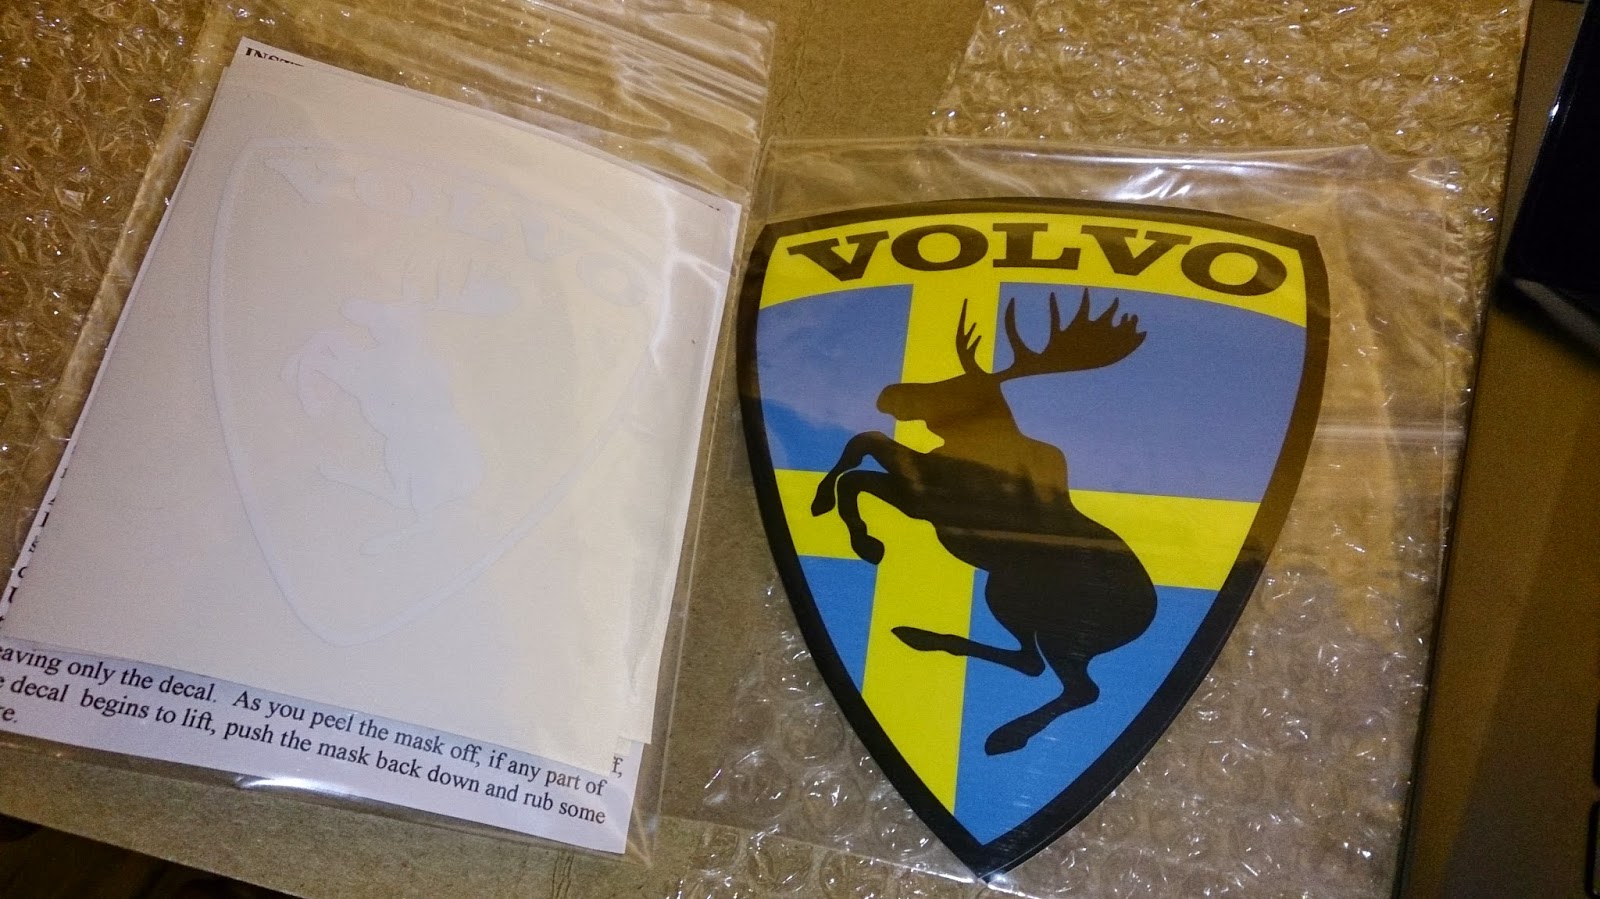 VOLVO
VOLVO
eaving only the decal. As you peel the mask off, if any part of
decal begins to lift, push the mask back down and rub some